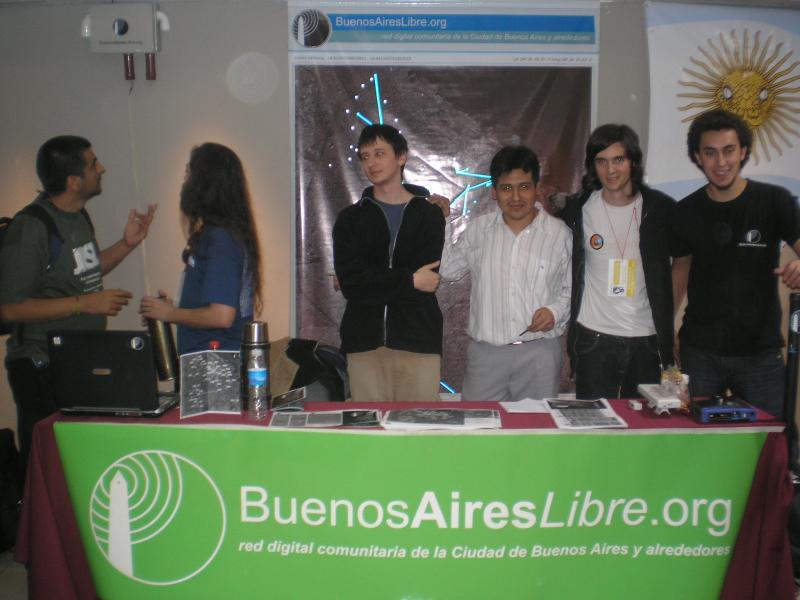 BuenosAiresLibre.org
red digital comunitaria de la Ciudad de Buenos Aires y alrededores
BuenosAiresLibre.org
red digital comunitaria de la Ciudad de Buenos Aires y alrededores